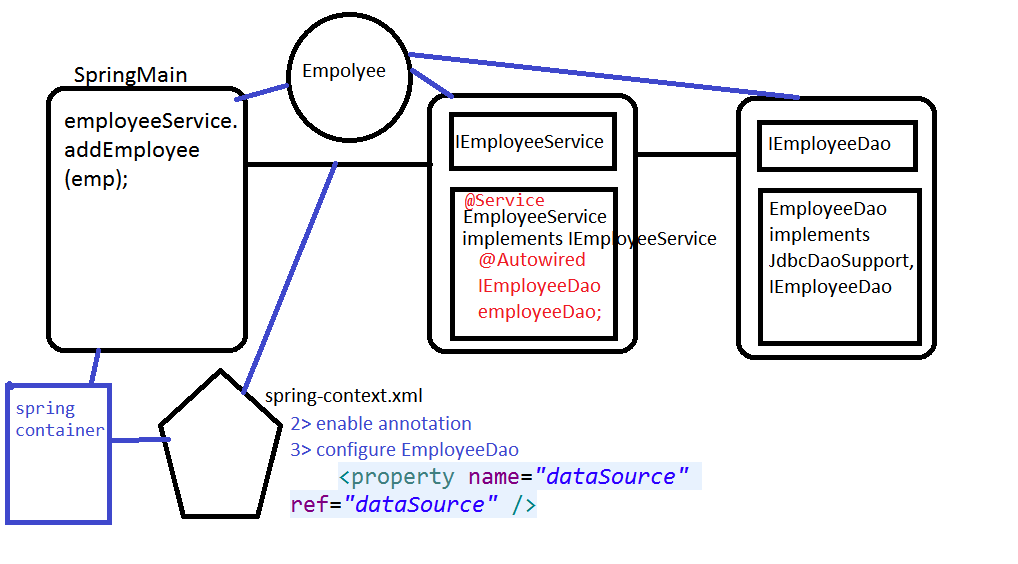 SpringMain
employeeService.
addEmployee
(emp);
Empolyee
IEmployeeService
@Service
EmployeeService
implements IEmployeeService
@Autowired
IEmployeeDao
employeeDao;
IEmployeeDao
EmployeeDao
implements
JdbcDaoSupport,
IEmployeeDao
spring
container
spring-context.xml
2> enable annotation
3> configure EmployeeDao
<property name="dataSource"
ref="dataSource" />